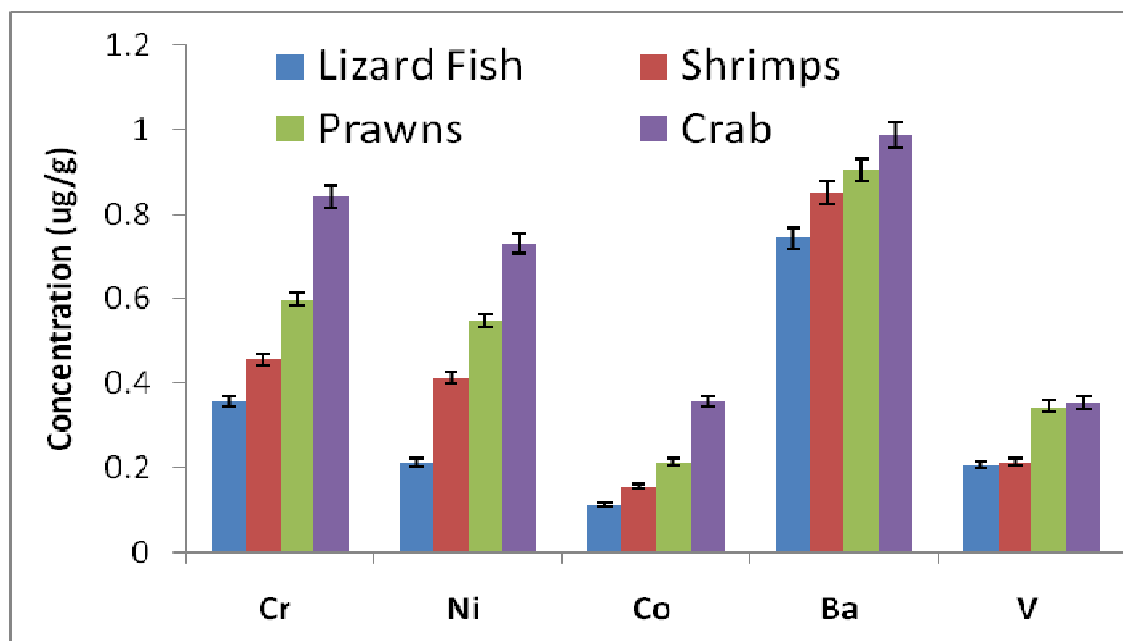 1.2
Lizard Fish Shrimps
Prawns Crab
1
0.8
0.6
0.4
0.2
0
Concentration (ug/g)
Cr Ni Co Ba V